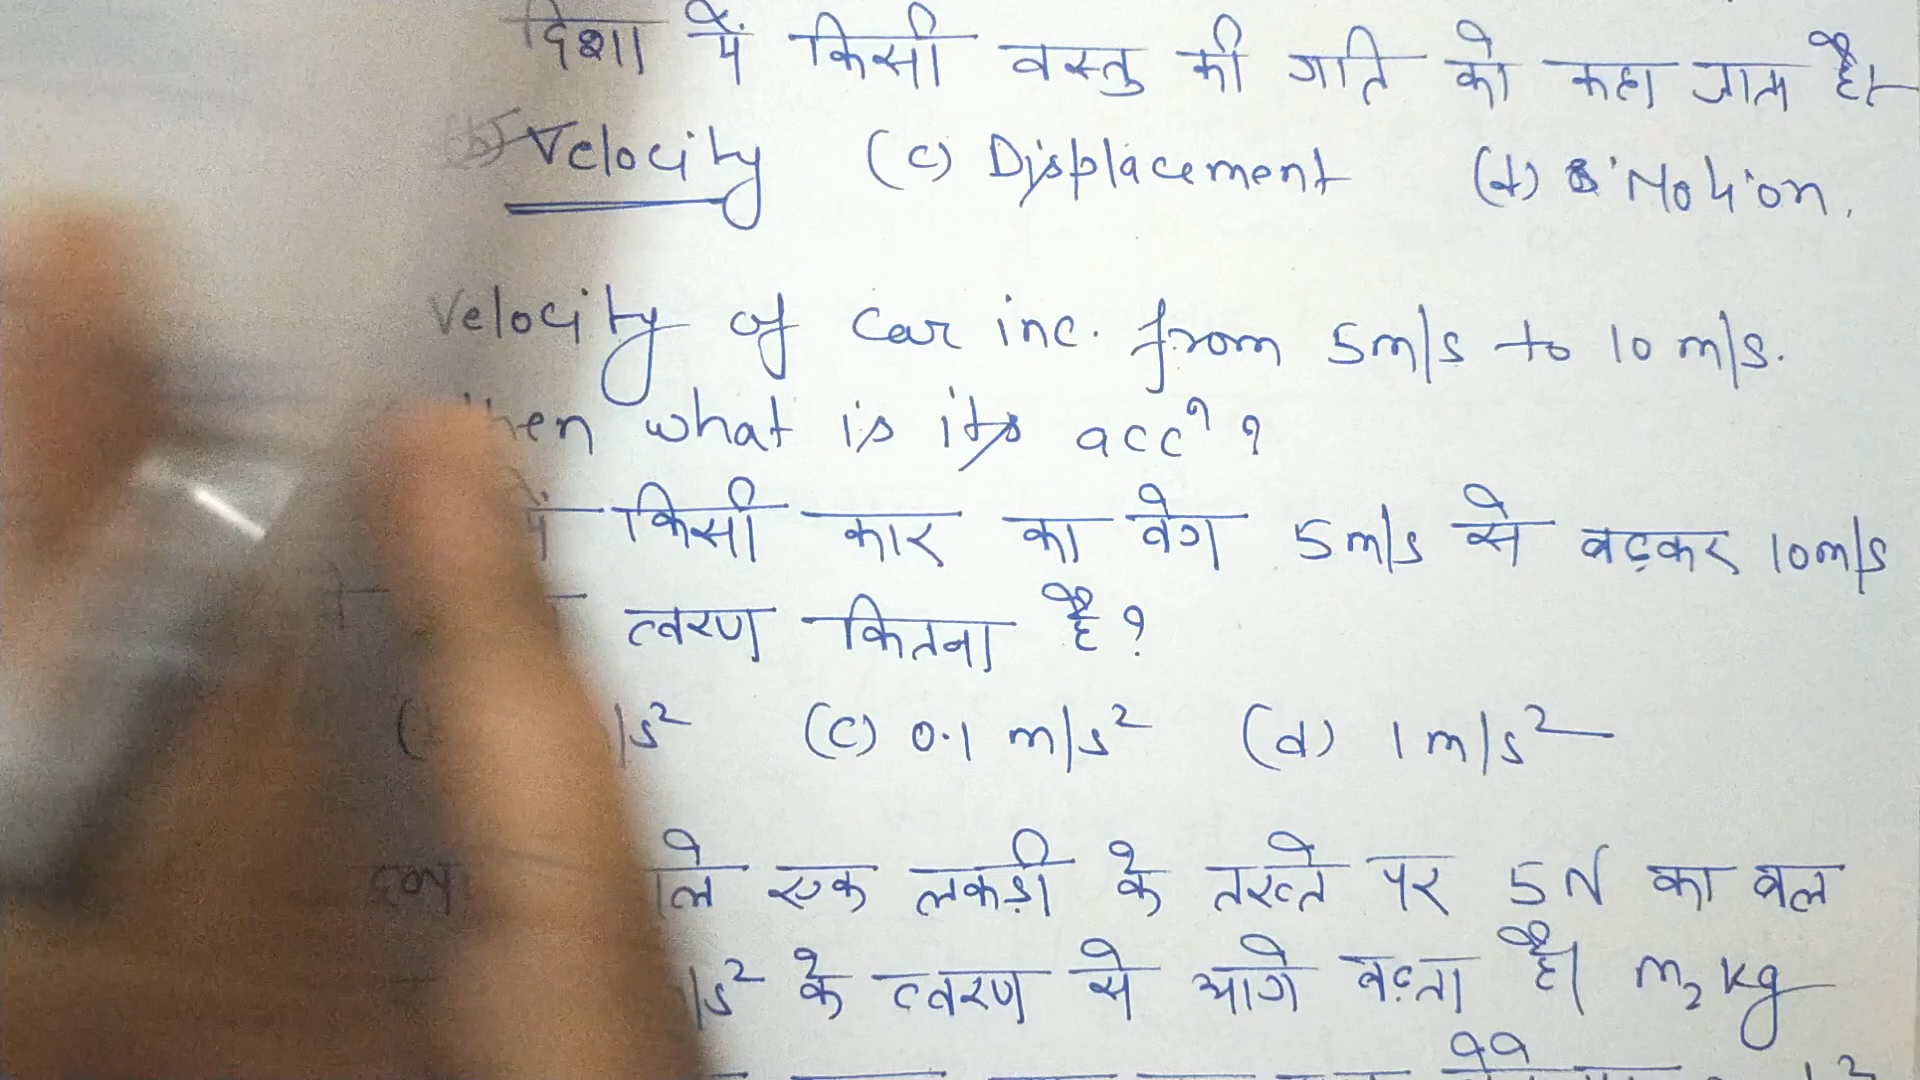 दिशा में किसी वस्तु की गति को कहा जाता है।-
(b) Velocity (c) Displacement (d) Motion.
Velocity of car inc. from 5m/s to 10 m/s.
what is its accⁿ ?
में किसी कार का वेग 5m/s से बढ़कर 10m/s
त्वरण कितना है?
/s² (c) 0.1 m/s² (d) 1 m/s²
एक लकड़ी के तख्ते पर 5N का बल
/s² के त्वरण से आगे बढ़ता है। m₂ kg